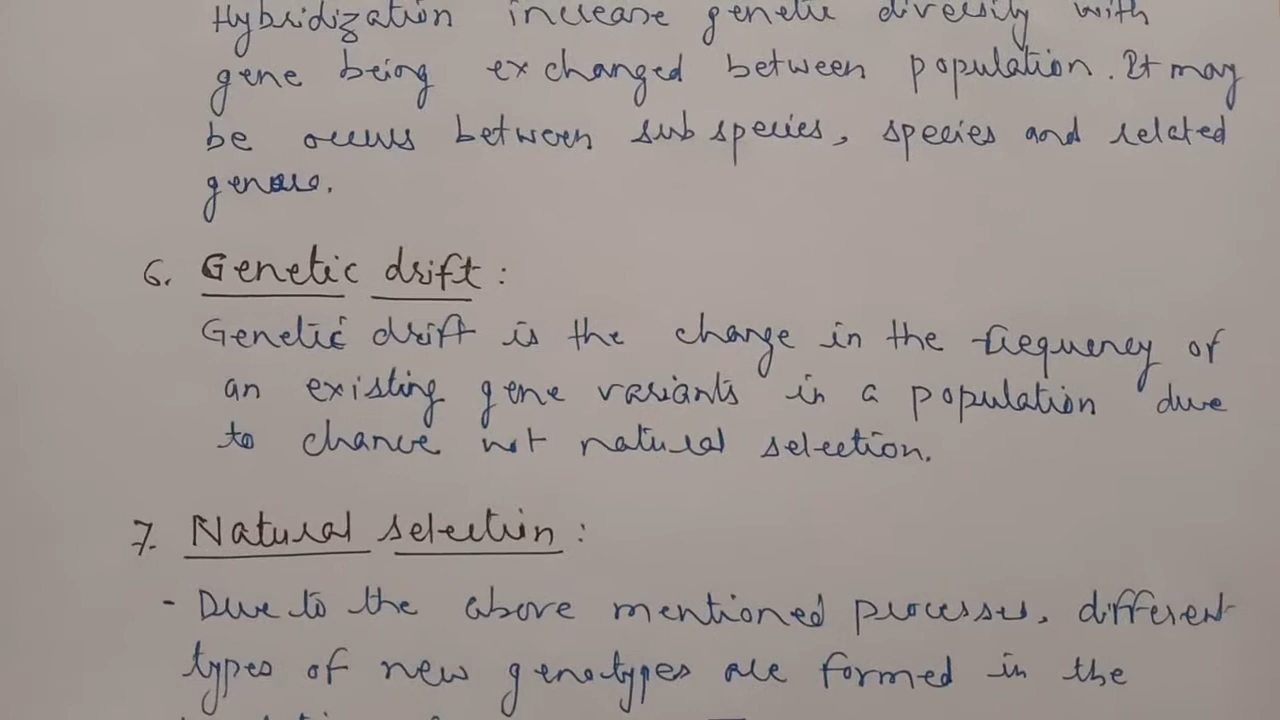 Hybridization increase genetic diversity with
gene being exchanged between population. It may
be occurs between sub species, species and related
genera.
6. Genetic drift :
Genetic drift is the change in the frequency of
an existing gene variants in a population due
to chance not natural selection.
7. Natural selection :
- Due to the above mentioned processes, different
types of new genotypes are formed in the